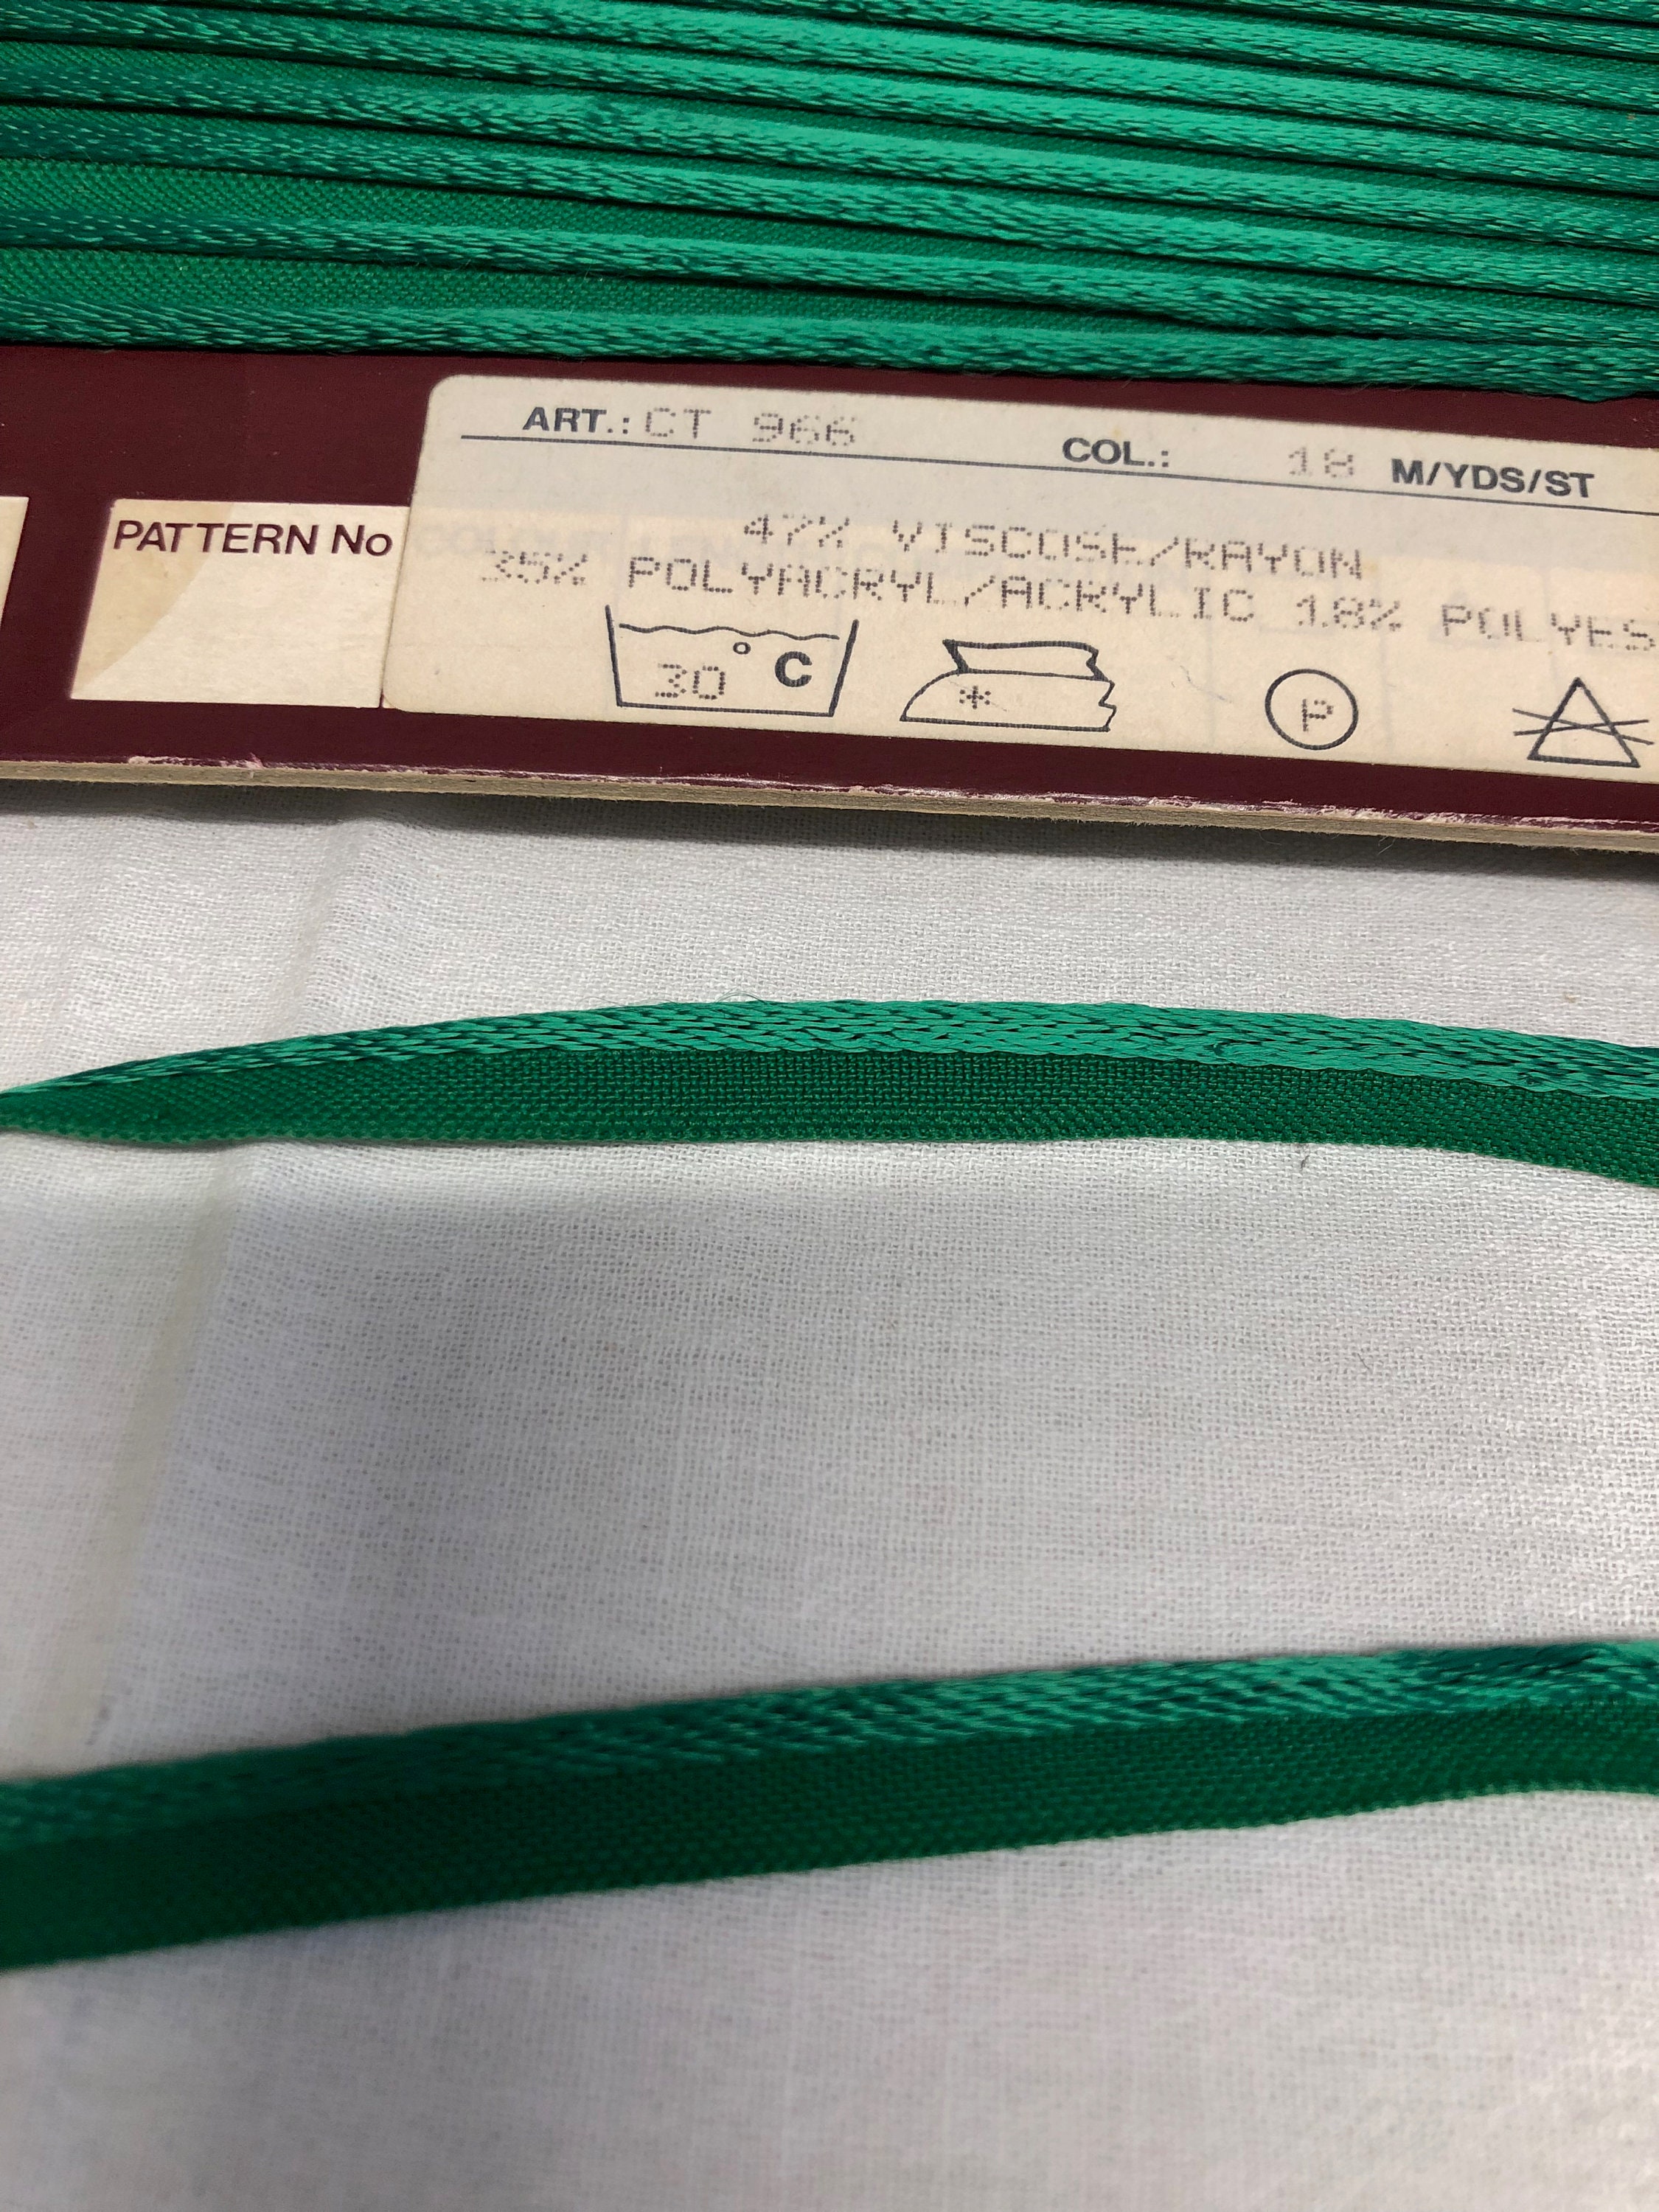 ART.: CT 966 COL.: 18 M/YDS/ST
PATTERN No
47% VISCOSE/RAYON
35% POLYACRYL/ACRYLIC 18% POLYES
30° C
P